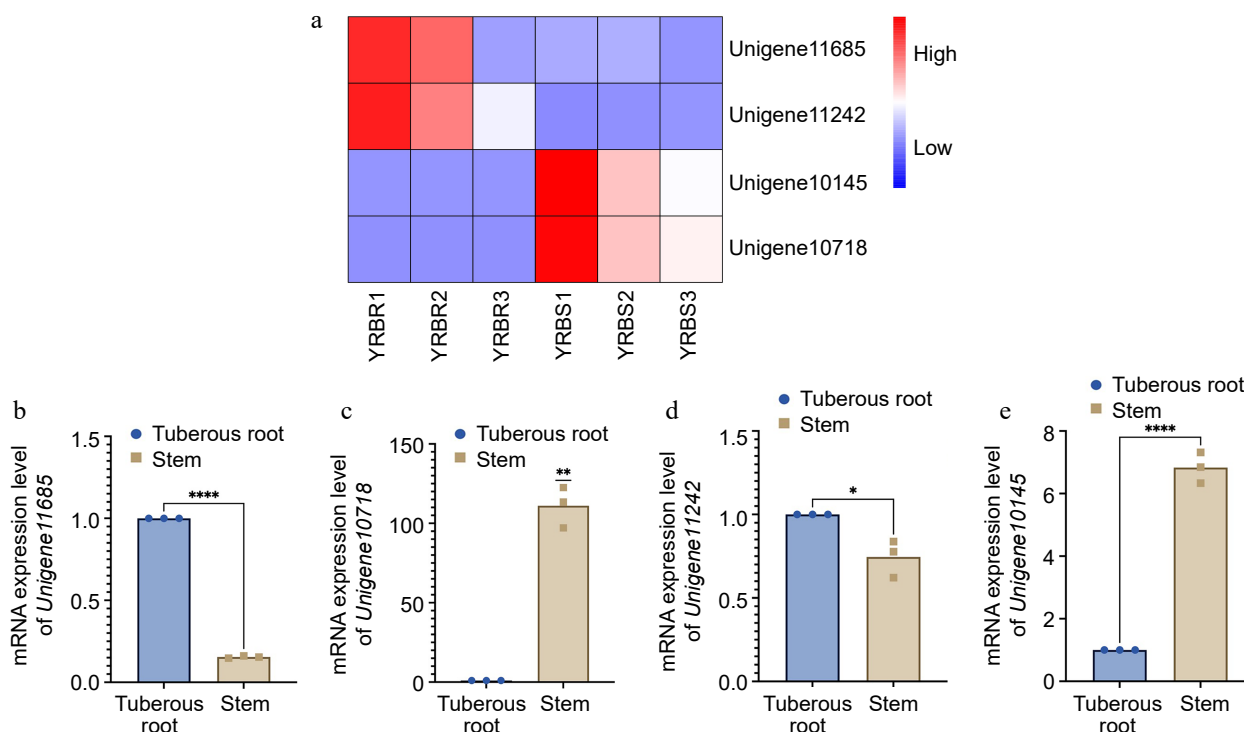 a
Unigene11685
Unigene11242
Unigene10145
Unigene10718
High
Low
YRBR1
YRBR2
YRBR3
YRBS1
YRBS2
YRBS3
b
Tuberous root
Stem
mRNA expression level
of Unigene11685
1.5
1.0
0.5
0.0
****
Tuberous
root
Stem
c
Tuberous root
Stem
mRNA expression level
of Unigene10718
150
100
50
0
**
Tuberous
root
Stem
d
Tuberous root
Stem
mRNA expression level
of Unigene11242
1.5
1.0
0.5
0.0
*
Tuberous
root
Stem
e
Tuberous root
Stem
mRNA expression level
of Unigene10145
8
6
4
2
0
****
Tuberous
root
Stem